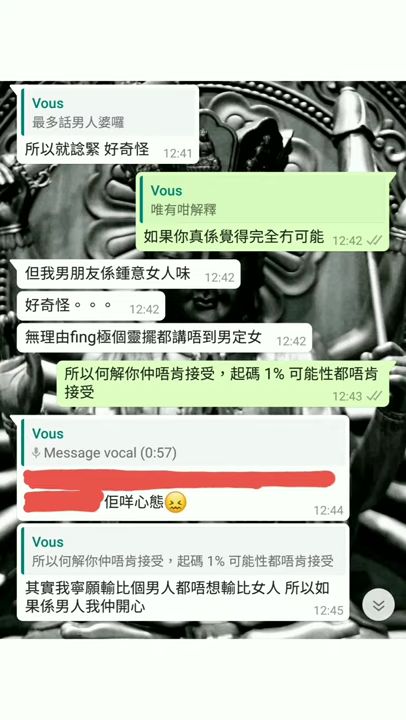 Vous
最多話男人婆囉
所以就諗緊 好奇怪
12:41
Vous
唯有咁解釋
如果你真係覺得完全冇可能
12:42
但我男朋友係鍾意女人味
12:42
好奇怪。。。
12:42
無理由fing極個靈擺都講唔到男定女
12:42
所以何解你仲唔肯接受，起碼 1% 可能性都唔肯
接受
12:43
Vous
Message vocal (0:57)
佢咩心態😖
12:44
Vous
所以何解你仲唔肯接受，起碼 1% 可能性都唔肯接受
其實我寧願輸比個男人都唔想輸比女人 所以如
果係男人我仲開心
12:45